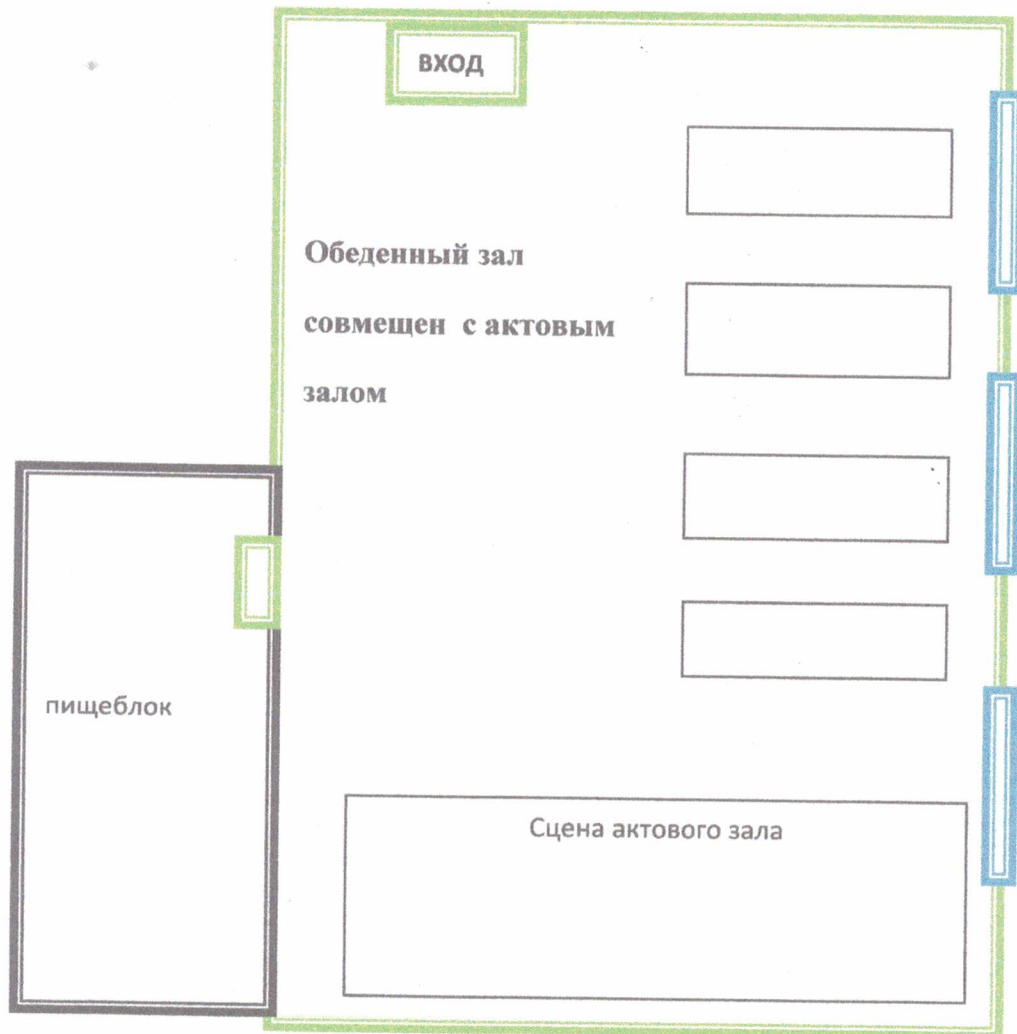 ВХОД
Обеденный зал
совмещен с актовым
залом
пищеблок
Сцена актового зала